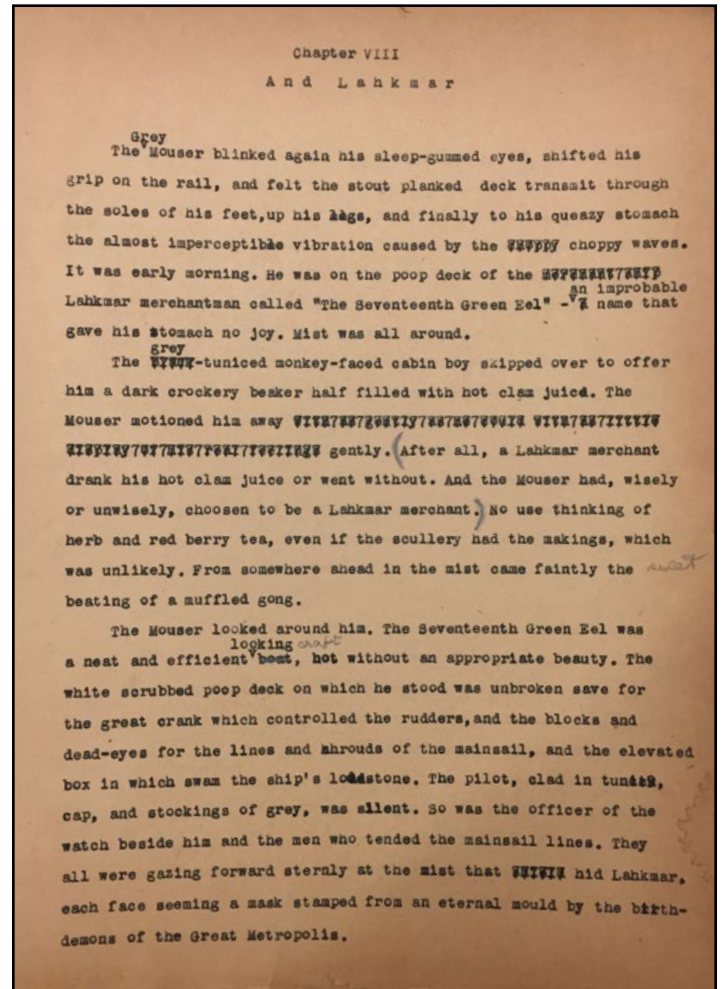 Chapter VIII
And Lahkmar
Grey
The Mouser blinked again his sleep-gummed eyes, shifted his
grip on the rail, and felt the stout planked deck transmit through
the soles of his feet,up his legs, and finally to his queazy stomach
the almost imperceptible vibration caused by the choppy waves.
It was early morning. He was on the poop deck of the
an improbable
Lahkmar merchantman called "The Seventeenth Green Eel" - name that
gave his stomach no joy. Mist was all around.
grey
The -tuniced monkey-faced cabin boy skipped over to offer
him a dark crockery beaker half filled with hot clam juice. The
Mouser motioned him away
gently. (After all, a Lahkmar merchant
drank his hot clam juice or went without. And the Mouser had, wisely
or unwisely, choosen to be a Lahkmar merchant.) No use thinking of
herb and red berry tea, even if the scullery had the makings, which
was unlikely. From somewhere ahead in the mist came faintly the
beating of a muffled gong.
The Mouser looked around him. The Seventeenth Green Eel was
looking craft
a neat and efficient boat, not without an appropriate beauty. The
white scrubbed poop deck on which he stood was unbroken save for
the great crank which controlled the rudders,and the blocks and
dead-eyes for the lines and shrouds of the mainsail, and the elevated
box in which swam the ship's loadstone. The pilot, clad in tunic,
cap, and stockings of grey, was silent. So was the officer of the
watch beside him and the men who tended the mainsail lines. They
all were gazing forward sternly at the mist that hid Lahkmar,
each face seeming a mask stamped from an eternal mould by the birth-
demons of the Great Metropolis.